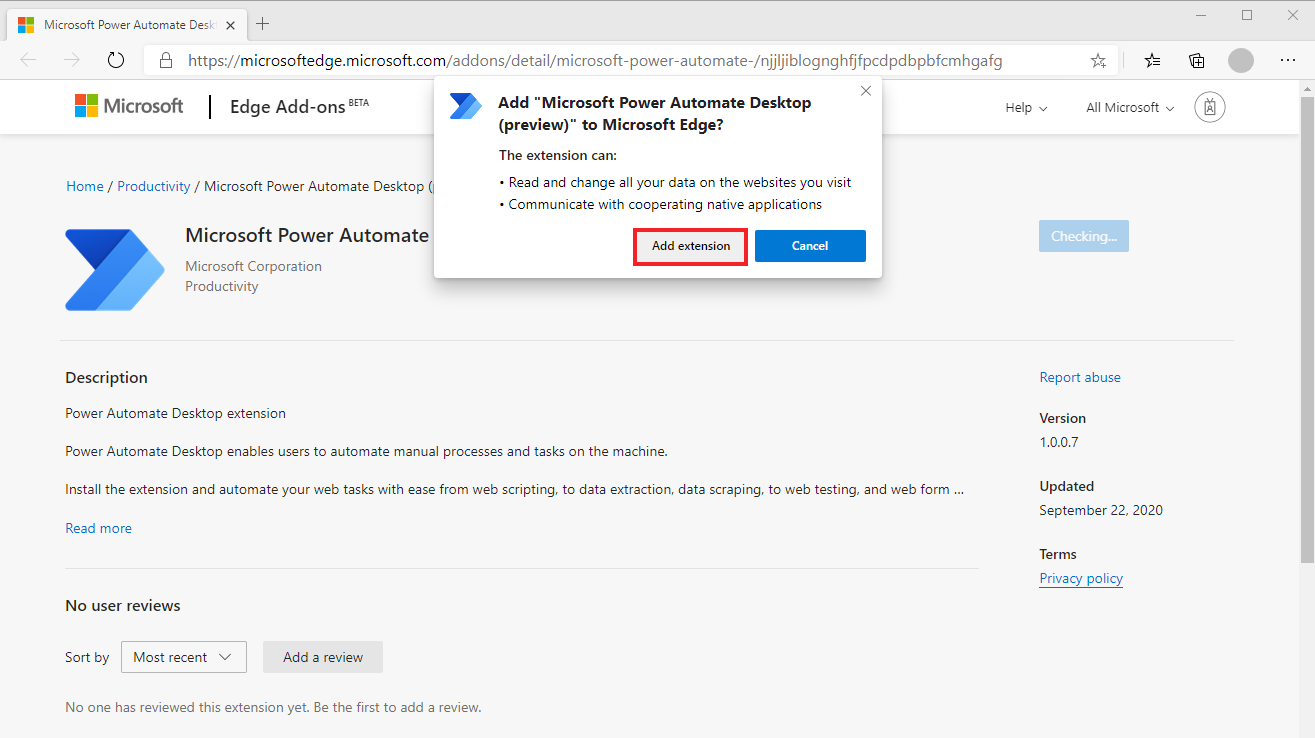 Microsoft Power Automate Desk
https://microsoftedge.microsoft.com/addons/detail/microsoft-power-automate-/njjljiblognghfjfpcdpdbpbfcmhgafg
Microsoft
Edge Add-ons BETA
Help
All Microsoft
Add "Microsoft Power Automate Desktop
(preview)" to Microsoft Edge?
The extension can:
• Read and change all your data on the websites you visit
• Communicate with cooperating native applications
Add extension
Cancel
Home / Productivity / Microsoft Power Automate Desktop (
Microsoft Power Automate
Microsoft Corporation
Productivity
Checking...
Description
Power Automate Desktop extension
Power Automate Desktop enables users to automate manual processes and tasks on the machine.
Install the extension and automate your web tasks with ease from web scripting, to data extraction, data scraping, to web testing, and web form ...
Read more
Report abuse
Version
1.0.0.7
Updated
September 22, 2020
Terms
Privacy policy
No user reviews
Sort by
Most recent
Add a review
No one has reviewed this extension yet. Be the first to add a review.